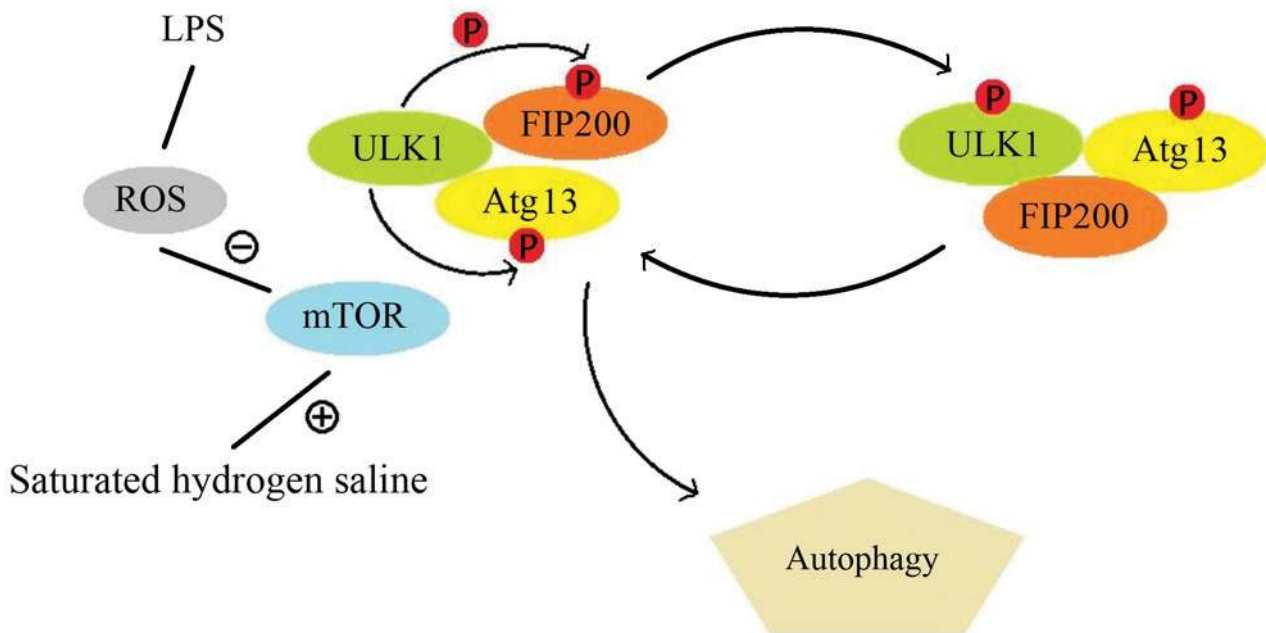 LPS
P
P
FIP200
ULK1
Atg13
P
P
ULK1
P
Atg13
FIP200
ROS
−
mTOR
+
Saturated hydrogen saline
Autophagy